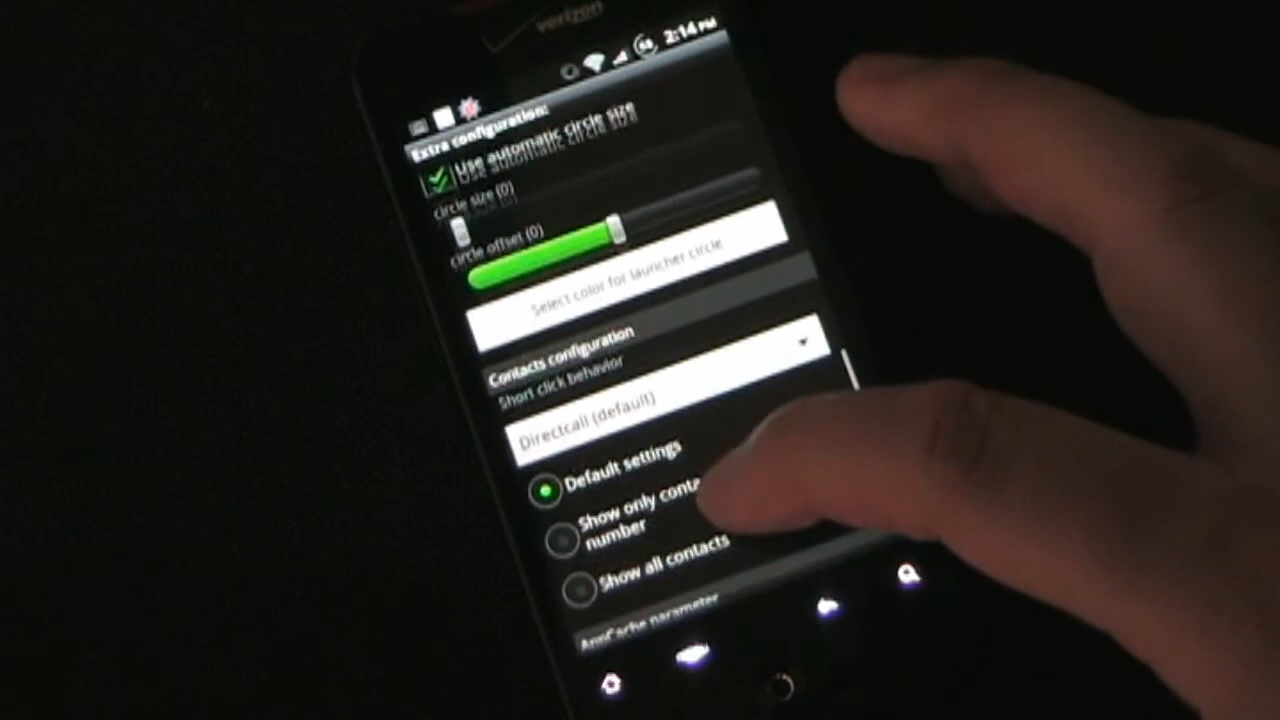 verizon
2:14 PM
Extra configuration:
Use automatic circle size
circle size (0)
circle offset (0)
Select color for launcher circle
Contacts configuration
Short click behavior
Directcall (default)
Default settings
Show only conta
number
Show all contacts
AppCache parameter